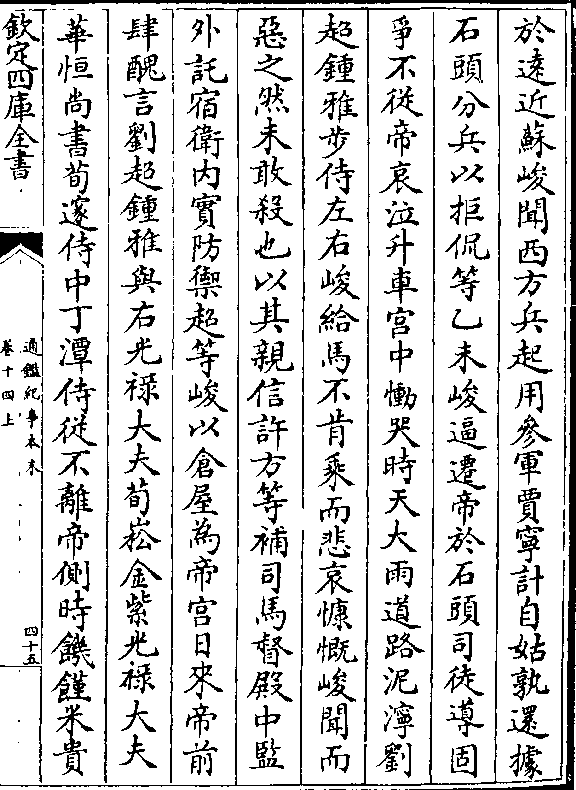 於遠近蘇峻聞西方兵起用參軍賈寧計自姑孰還據
石頭分兵以拒侃等乙未峻逼遷帝於石頭司徒導固
爭不從帝哀泣升車宮中慟哭時天大雨道路泥濘劉
超鍾雅步侍左右峻給馬不肯乘而悲哀慷慨峻聞而
惡之然未敢殺也以其親信許方等補司馬督殿中監
外託宿衛内實防禦超等峻以倉屋為帝宮日來帝前
肆醜言劉超鍾雅與右光祿大夫荀崧金紫光祿大夫
華恒尚書荀邃侍中丁潭侍從不離帝側時饑饉米貴
欽定四庫全書
通鑑紀事本末
卷十四上
四十五